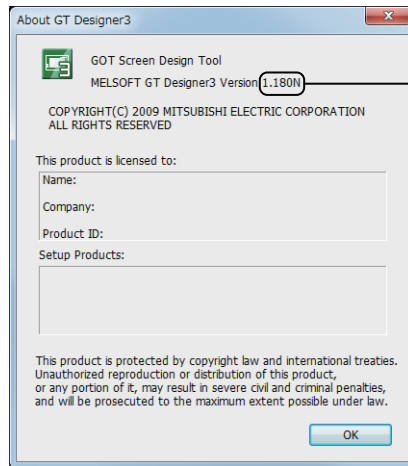 About GT Designer3
GOT Screen Design Tool
MELSOFT GT Designer3 Version 1.180N
COPYRIGHT(C) 2009 MITSUBISHI ELECTRIC CORPORATION
ALL RIGHTS RESERVED
This product is licensed to:
Name:
Company:
Product ID:
Setup Products:
This product is protected by copyright law and international treaties.
Unauthorized reproduction or distribution of this product,
or any portion of it, may result in severe civil and criminal penalties,
and will be prosecuted to the maximum extent possible under law.
OK